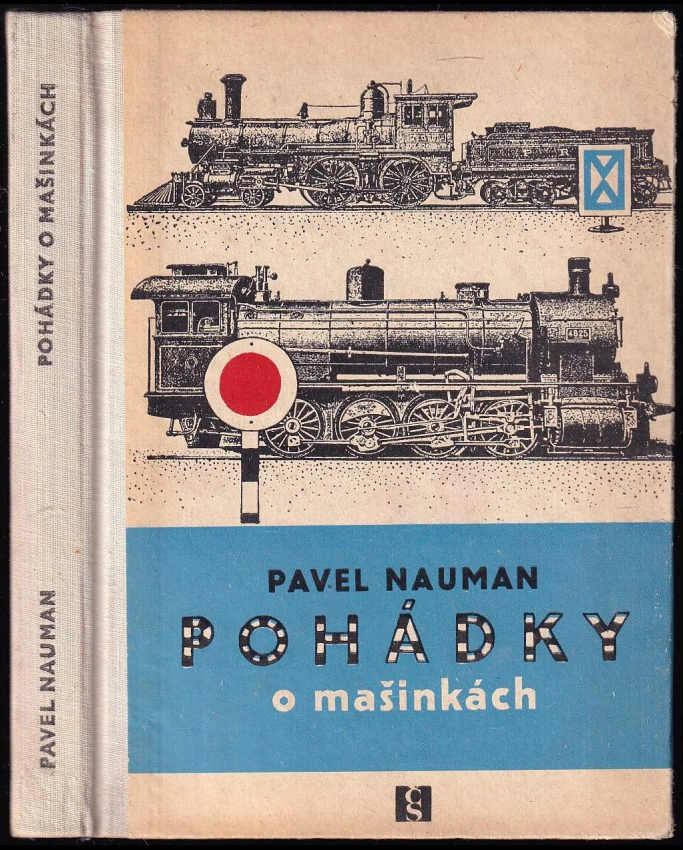 POHÁDKY O MAŠINKÁCH
PAVEL NAUMAN
4825
PAVEL NAUMAN
POHÁDKY
o mašinkách
čs